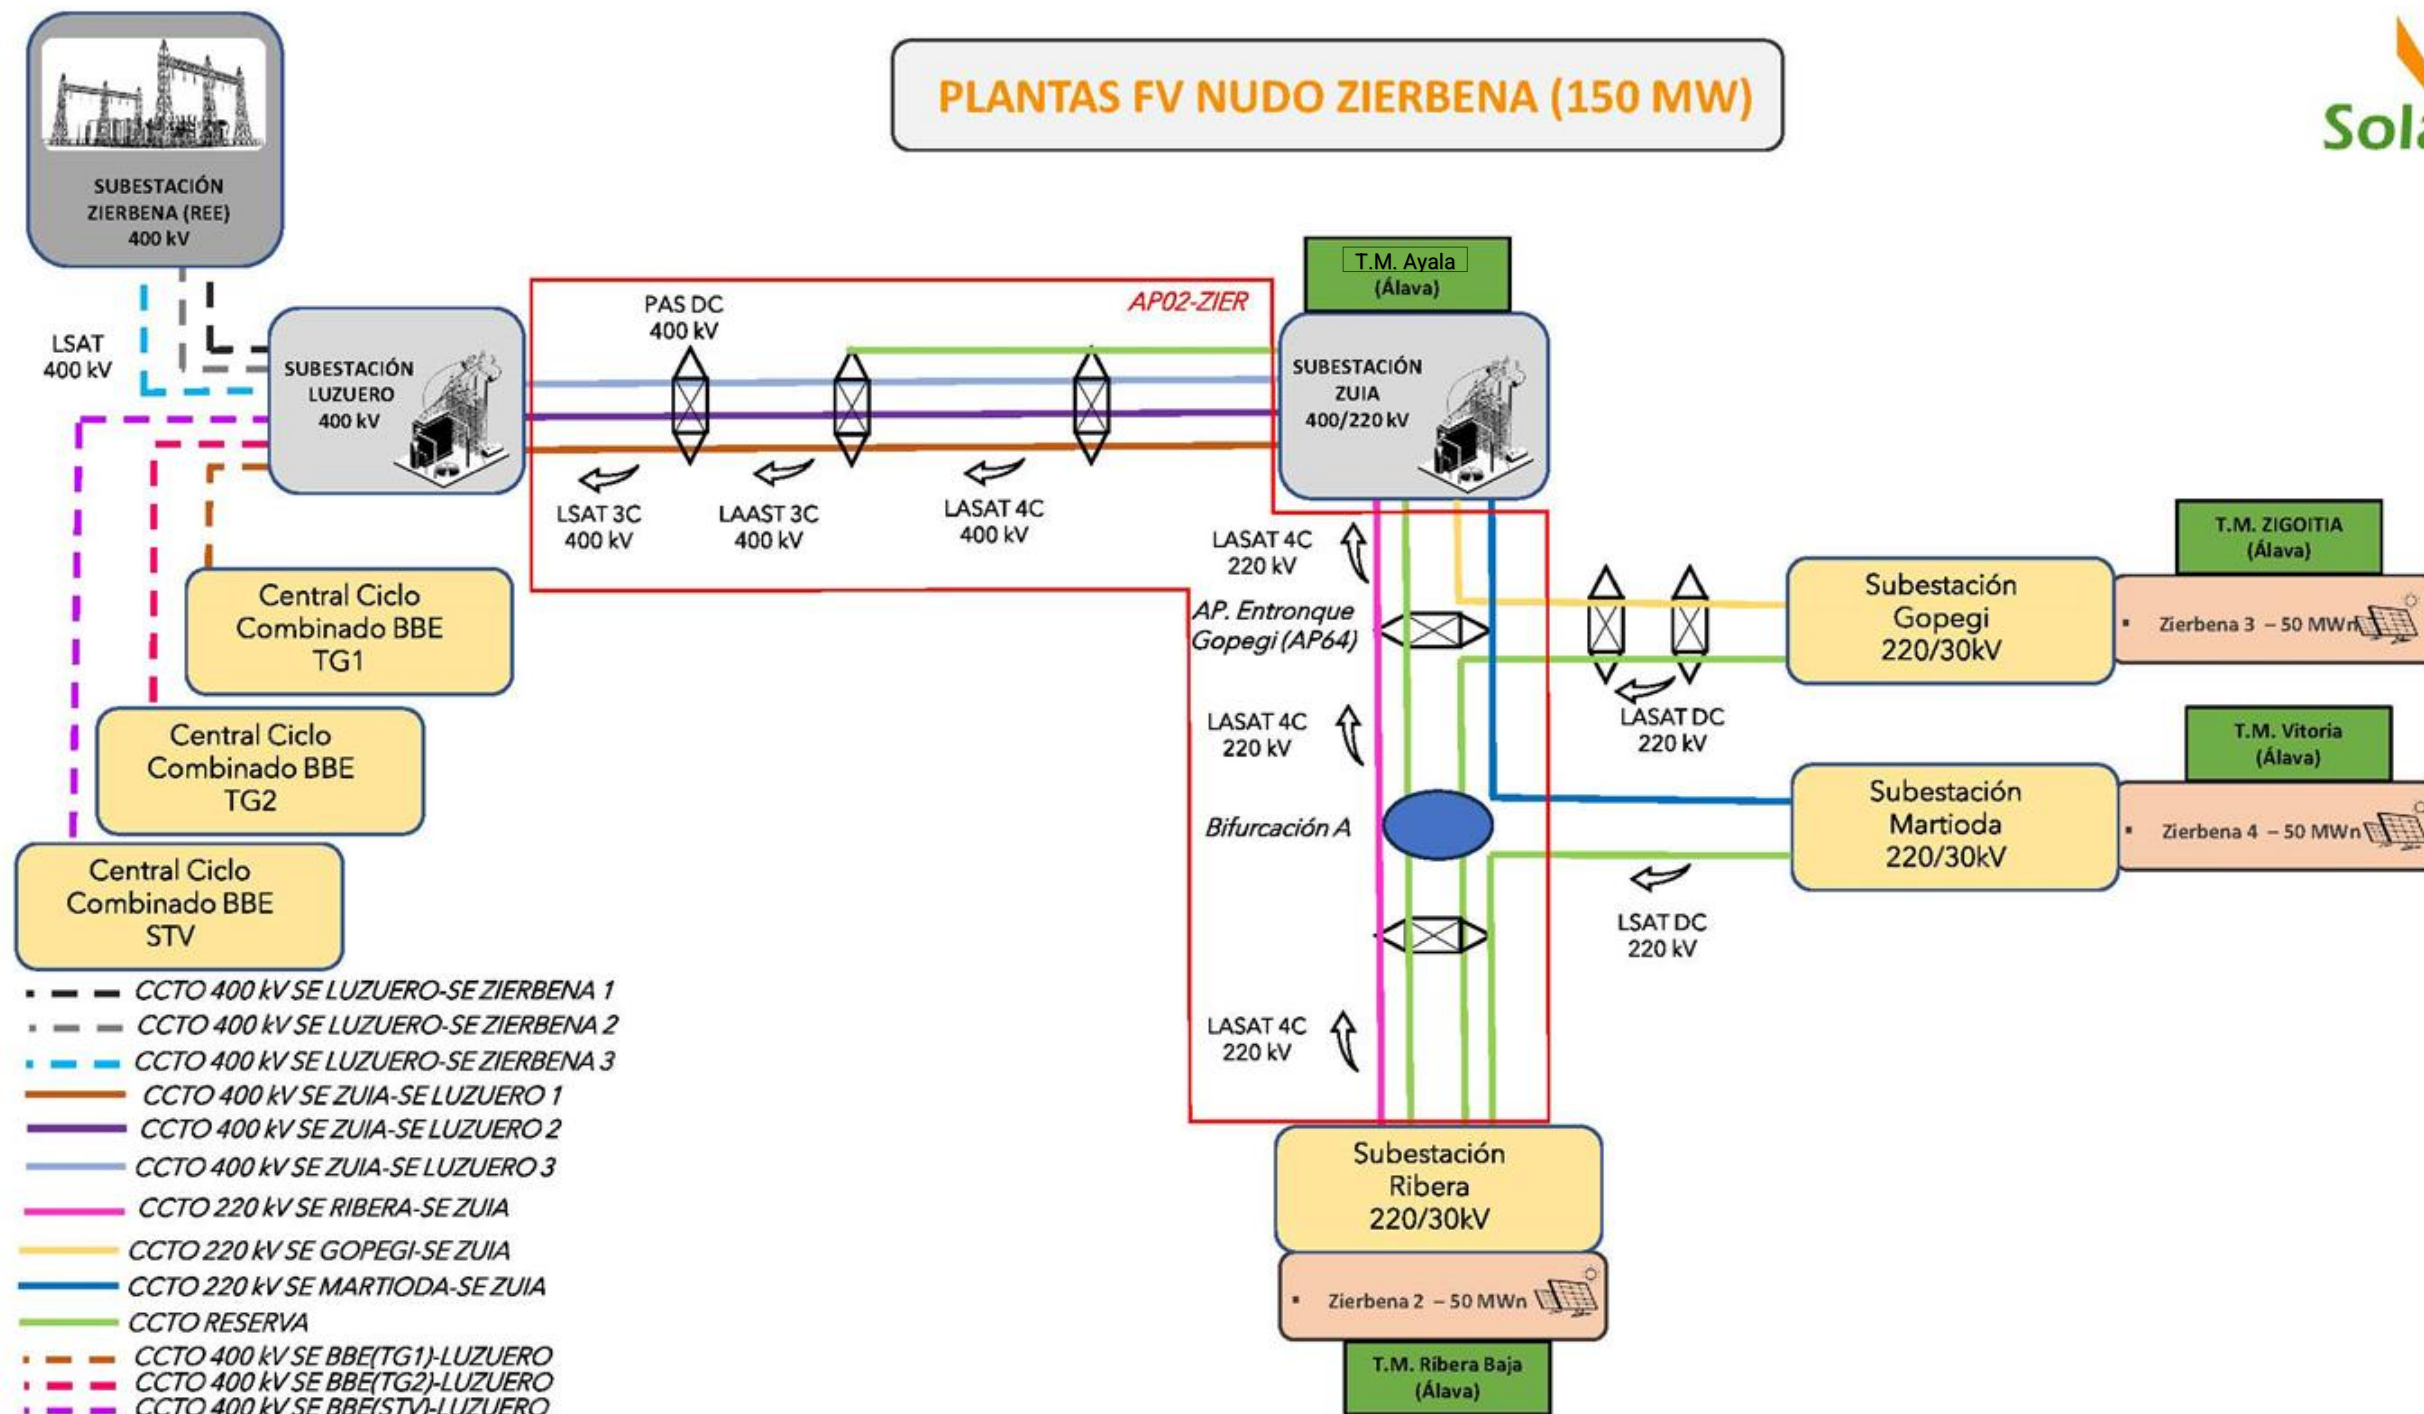 PLANTAS FV NUDO ZIERBENA (150 MW)
SUBESTACIÓN
ZIERBENA (REE)
400 kV
LSAT
400 kV
SUBESTACIÓN
LUZUERO
400 kV
PAS DC
400 kV
AP02-ZIER
T.M. Ayala
(Álava)
SUBESTACIÓN
ZUIA
400/220 kV
LSAT 3C
400 kV
LAAST 3C
400 kV
LASAT 4C
400 kV
LASAT 4C
220 kV
AP. Entronque
Gopegi (AP64)
LASAT 4C
220 kV
Bifurcación A
LASAT 4C
220 kV
T.M. ZIGOITIA
(Álava)
Subestación
Gopegi
220/30kV
Zierbena 3 – 50 MWn
LASAT DC
220 kV
T.M. Vitoria
(Álava)
Subestación
Martioda
220/30kV
Zierbena 4 – 50 MWn
LSAT DC
220 kV
Central Ciclo
Combinado BBE
TG1
Central Ciclo
Combinado BBE
TG2
Central Ciclo
Combinado BBE
STV
CCTO 400 kV SE LUZUERO-SE ZIERBENA 1
CCTO 400 kV SE LUZUERO-SE ZIERBENA 2
CCTO 400 kV SE LUZUERO-SE ZIERBENA 3
CCTO 400 kV SE ZUIA-SE LUZUERO 1
CCTO 400 kV SE ZUIA-SE LUZUERO 2
CCTO 400 kV SE ZUIA-SE LUZUERO 3
CCTO 220 kV SE RIBERA-SE ZUIA
CCTO 220 kV SE GOPEGI-SE ZUIA
CCTO 220 kV SE MARTIODA-SE ZUIA
CCTO RESERVA
CCTO 400 kV SE BBE(TG1)-LUZUERO
CCTO 400 kV SE BBE(TG2)-LUZUERO
CCTO 400 kV SE BBE(STV)-LUZUERO
Subestación
Ribera
220/30kV
Zierbena 2 – 50 MWn
T.M. Ribera Baja
(Álava)